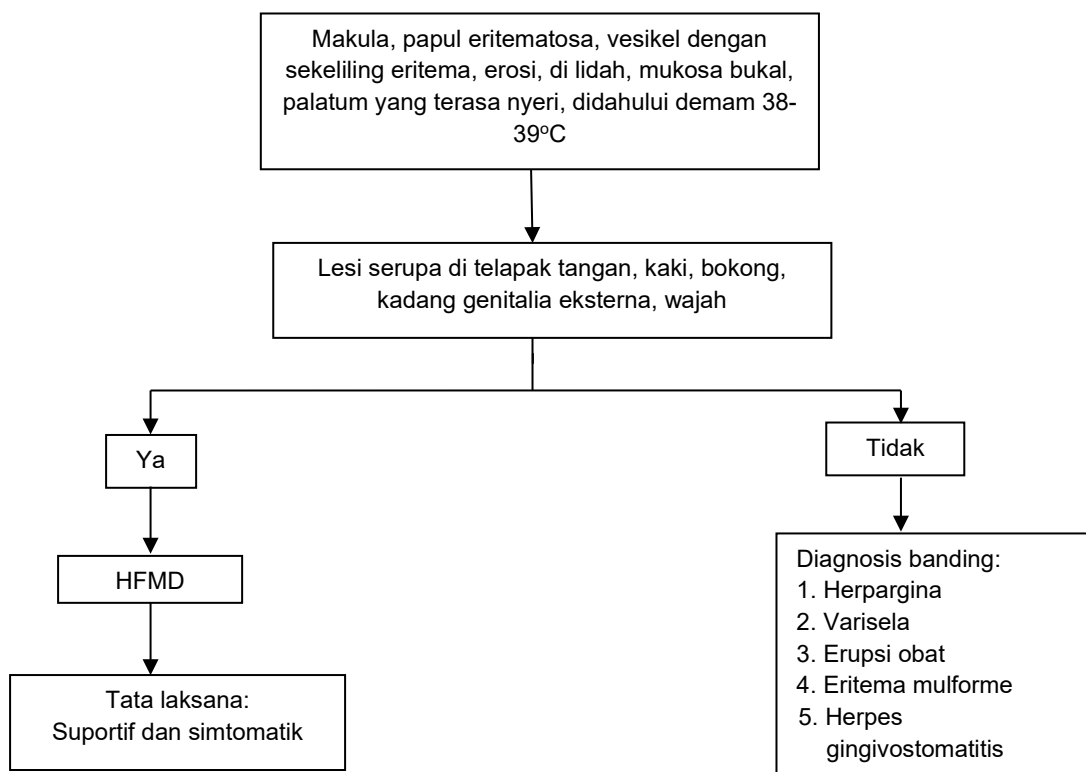 Makula, papul eritematosa, vesikel dengan
sekeliling eritema, erosi, di lidah, mukosa bukal,
palatum yang terasa nyeri, didahului demam 38-
39ºC
Lesi serupa di telapak tangan, kaki, bokong,
kadang genitalia eksterna, wajah
Ya
Tidak
HFMD
Diagnosis banding:
1. Herpargina
2. Varisela
3. Erupsi obat
4. Eritema mulforme
5. Herpes
gingivostomatitis
Tata laksana:
Suportif dan simtomatik